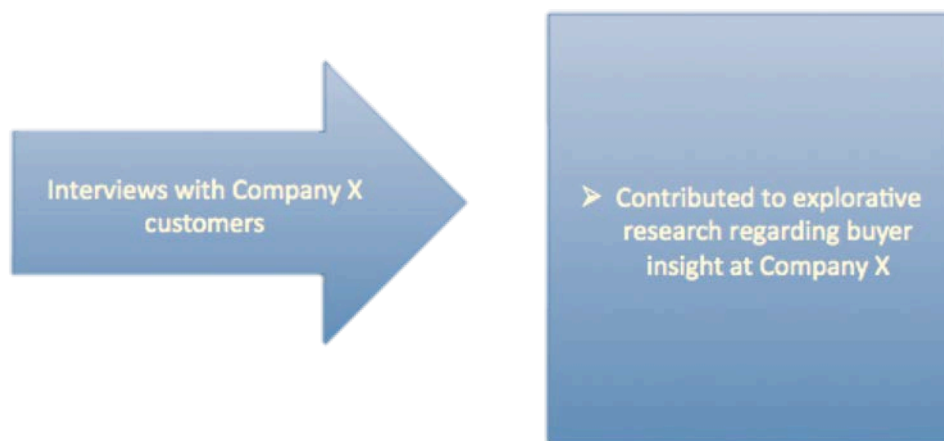 Interviews with Company X
customers
➢ Contributed to explorative
research regarding buyer
insight at Company X